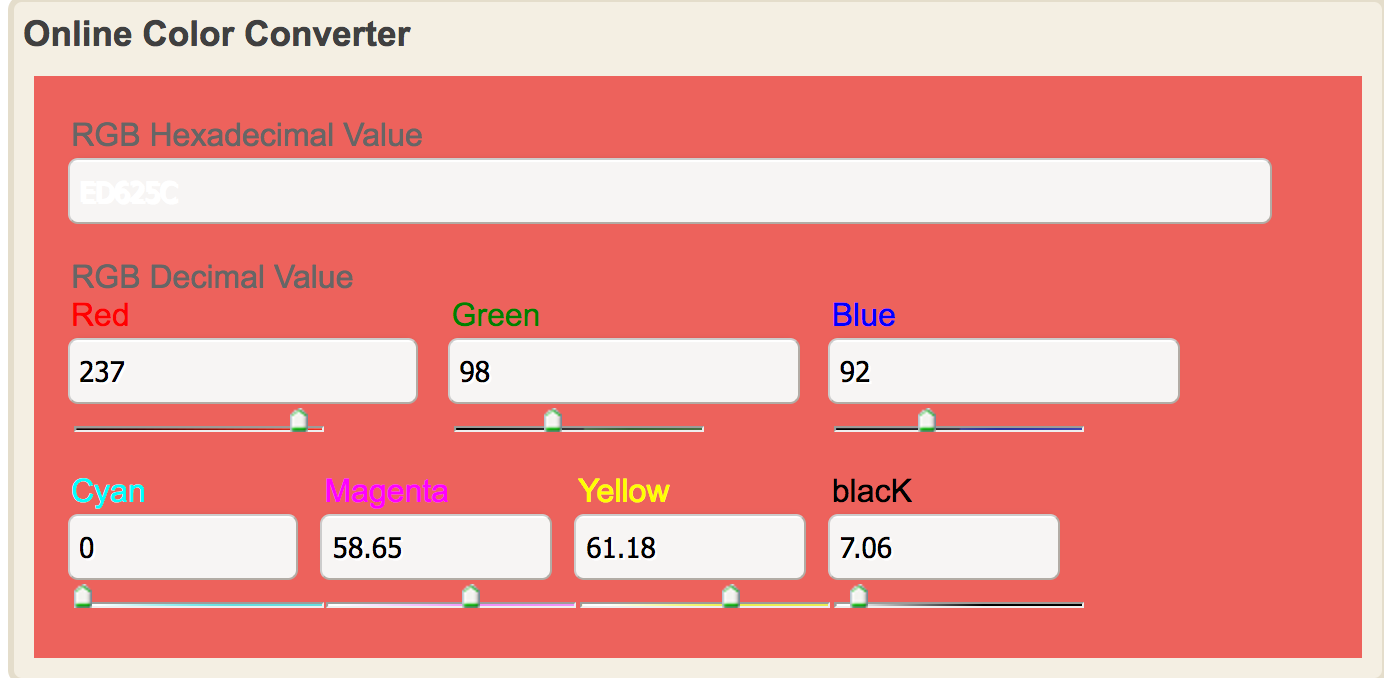 Online Color Converter
RGB Hexadecimal Value
ED625C
RGB Decimal Value
Red Green Blue
237 98 92
Cyan Magenta Yellow blacK
0 58.65 61.18 7.06